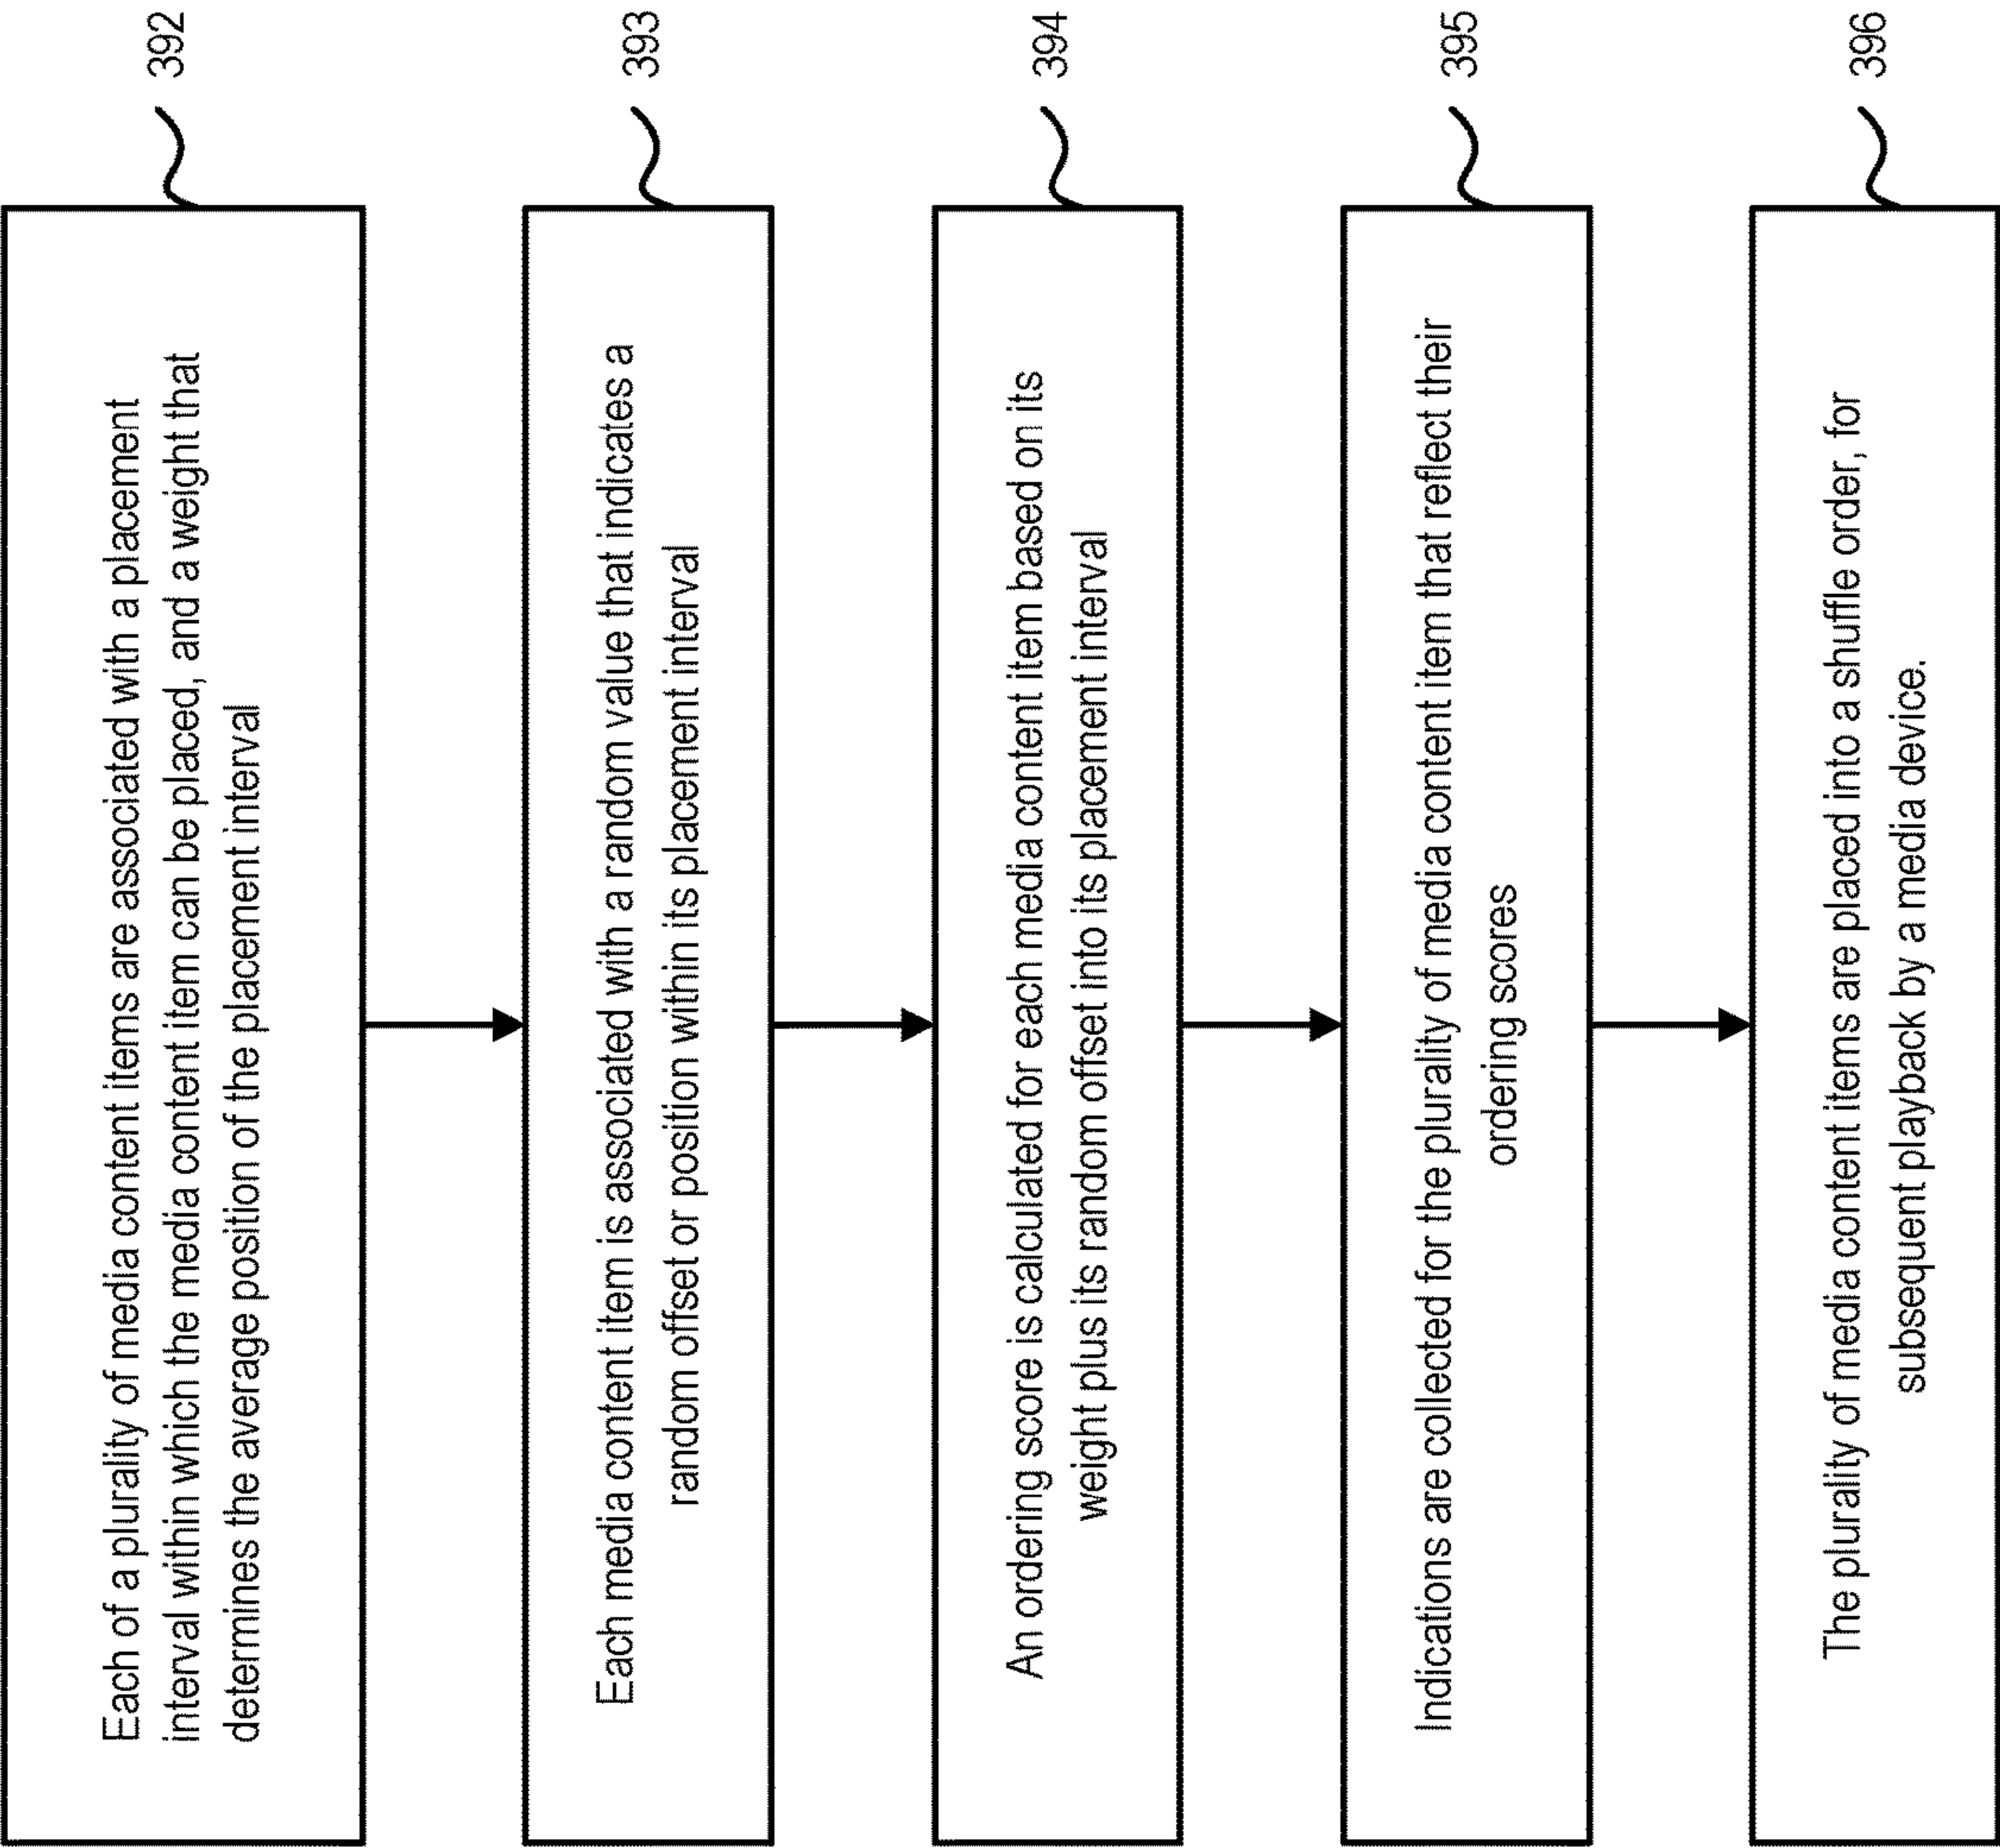 Each of a plurality of media content items are associated with a placement
interval within which the media content item can be placed, and a weight that
determines the average position of the placement interval
392
Each media content item is associated with a random value that indicates a
random offset or position within its placement interval
393
An ordering score is calculated for each media content item based on its
weight plus its random offset into its placement interval
394
Indications are collected for the plurality of media content item that reflect their
ordering scores
395
The plurality of media content items are placed into a shuffle order, for
subsequent playback by a media device.
396